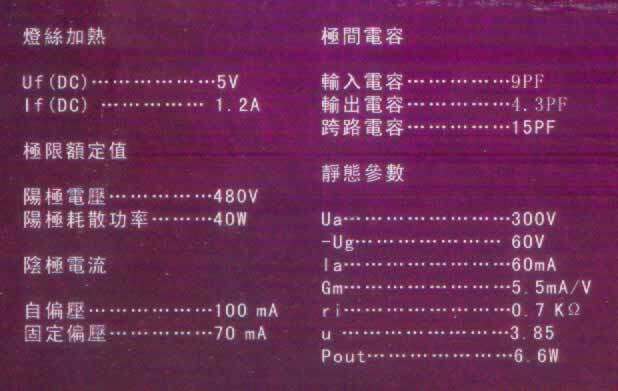 燈絲加熱
Uf(DC)………………5V
If(DC) …………… 1.2A
極限額定值
陽極電壓……………480V
陽極耗散功率………40W
陰極電流
自偏壓………………100 mA
固定偏壓……………70 mA
極間電容
輸入電容……………9PF
輸出電容……………4.3PF
跨路電容……………15PF
靜態參數
Ua……………………300V
-Ug………………… 60V
Ia……………………60mA
Gm……………………5.5mA/V
ri……………………0.7 KΩ
u ……………………3.85
Pout…………………6.6W